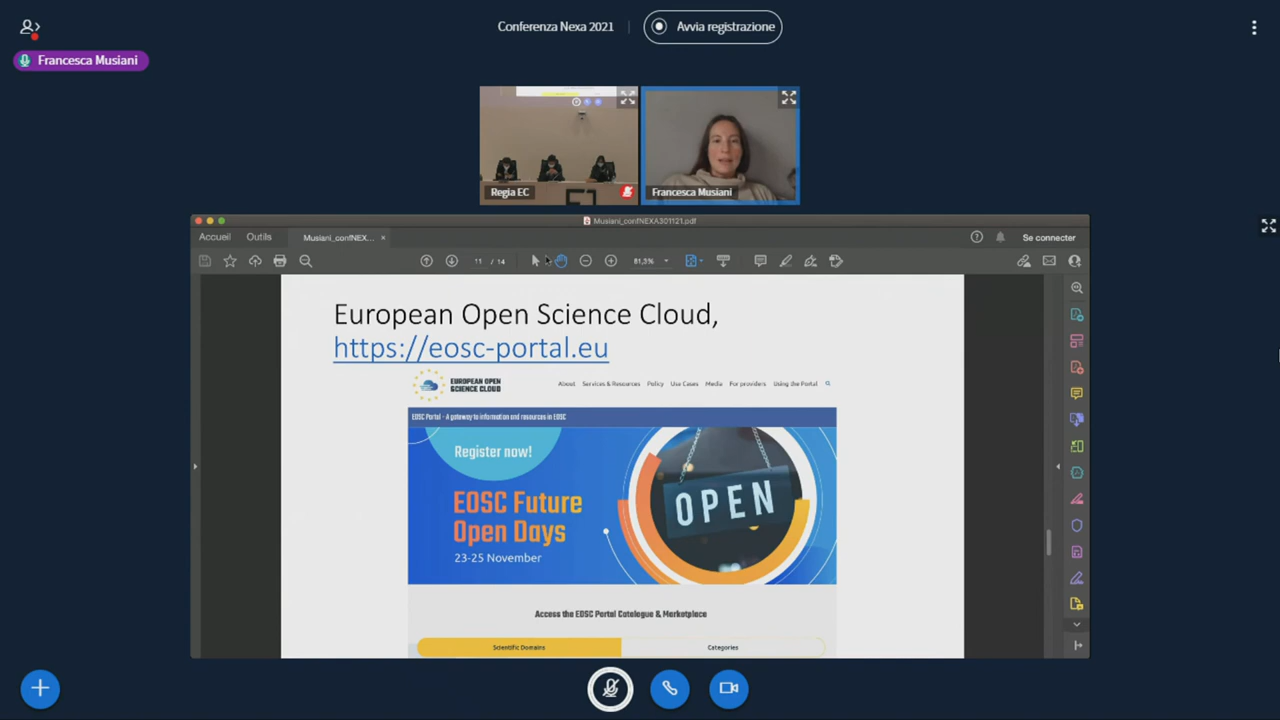 Conferenza Nexa 2021
Avvia registrazione
Francesca Musiani
Regia EC
Francesca Musiani
Musiani_confNEXA301121.pdf
Accueil
Outils
Musiani_confNEX...
Se connecter
11 / 14
81,3%
European Open Science Cloud,
https://eosc-portal.eu
EUROPEAN OPEN
SCIENCE CLOUD
About
Services & Resources
Policy
Use Cases
Media
For providers
Using the Portal
EOSC Portal - A gateway to information and resources in EOSC
Register now!
EOSC Future
Open Days
23-25 November
OPEN
Access the EOSC Portal Catalogue & Marketplace
Scientific Domains
Categories